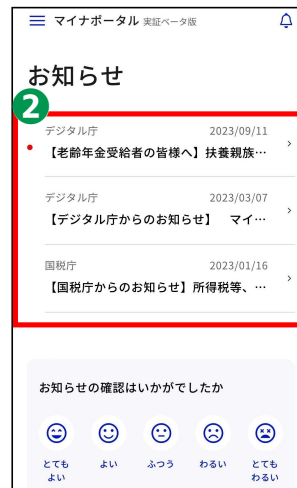 マイナポータル 実証ベータ版
お知らせ
2
デジタル庁 2023/09/11
【老齢年金受給者の皆様へ】扶養親族…
デジタル庁 2023/03/07
【デジタル庁からのお知らせ】 マイ…
国税庁 2023/01/16
【国税庁からのお知らせ】所得税等、…
お知らせの確認はいかがでしたか
とても よい ふつう わるい とても
よい わるい